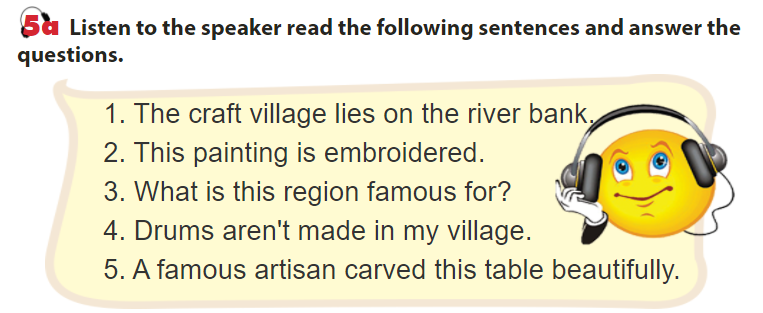 5a Listen to the speaker read the following sentences and answer the
questions.
1. The craft village lies on the river bank.
2. This painting is embroidered.
3. What is this region famous for?
4. Drums aren't made in my village.
5. A famous artisan carved this table beautifully.